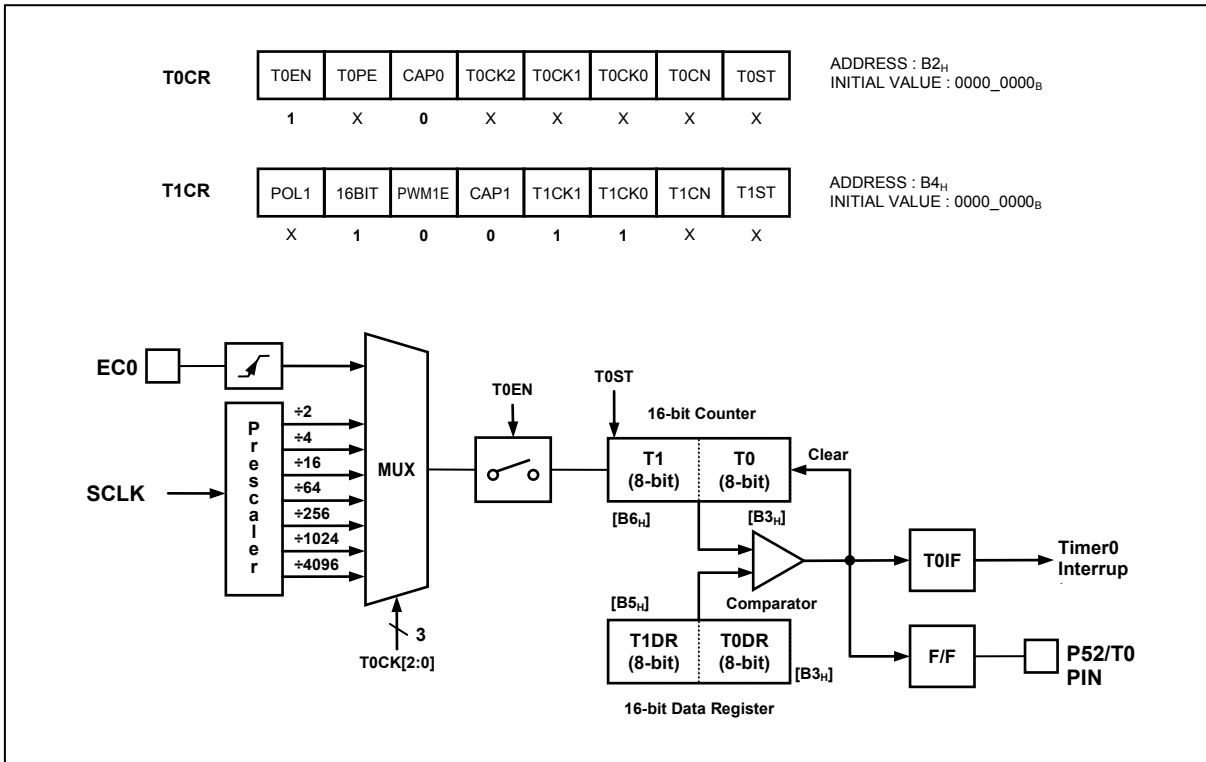 T0CR T0EN T0PE CAP0 T0CK2 T0CK1 T0CK0 T0CN T0ST
ADDRESS : B2H
INITIAL VALUE : 0000_0000B
1 X 0 X X X X X
T1CR POL1 16BIT PWM1E CAP1 T1CK1 T1CK0 T1CN T1ST
ADDRESS : B4H
INITIAL VALUE : 0000_0000B
X 1 0 0 1 1 X X
EC0
SCLK
Prescaler
÷2
÷4
÷16
÷64
÷256
÷1024
÷4096
MUX
3
T0CK[2:0]
T0EN
T0ST
16-bit Counter
T1
(8-bit)
T0
(8-bit)
Clear
[B6H]
[B3H]
Comparator
[B5H]
T1DR
(8-bit)
T0DR
(8-bit)
[B3H]
16-bit Data Register
T0IF
Timer0
Interrup
F/F
P52/T0
PIN